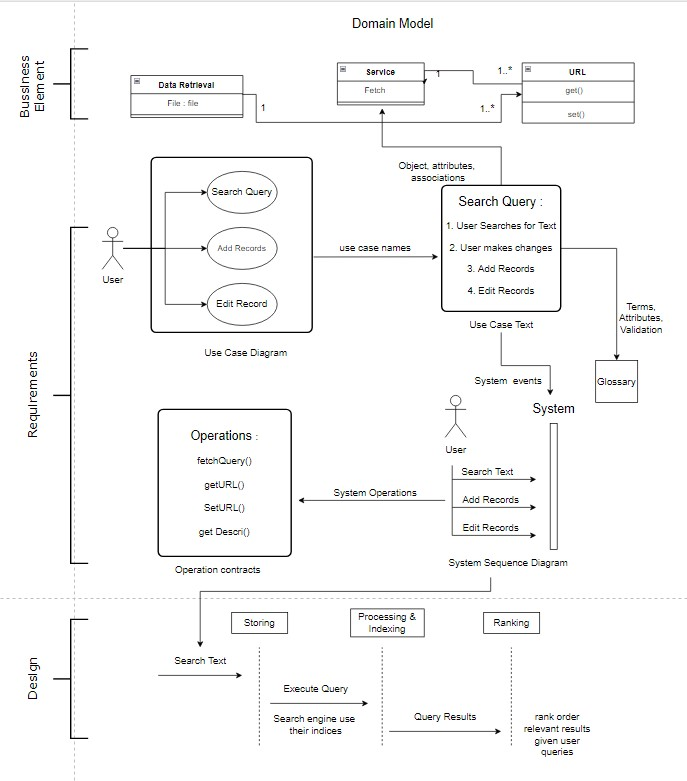 Domain Model
Bussiness
Element
Data Retrieval
File : file
Service
Fetch
URL
get()
set()
1
1..*
1
1..*
Object, attributes,
associations
User
Search Query
Add Records
Edit Record
Use Case Diagram
use case names
Search Query :
1. User Searches for Text
2. User makes changes
3. Add Records
4. Edit Records
Use Case Text
Terms,
Attributes,
Validation
Glossary
Requirements
System events
System
User
Search Text
Add Records
Edit Records
System Sequence Diagram
System Operations
Operations :
fetchQuery()
getURL()
SetURL()
get Descri()
Operation contracts
Design
Storing
Processing &
Indexing
Ranking
Search Text
Execute Query
Search engine use
their indices
Query Results
rank order
relevant results
given user
queries